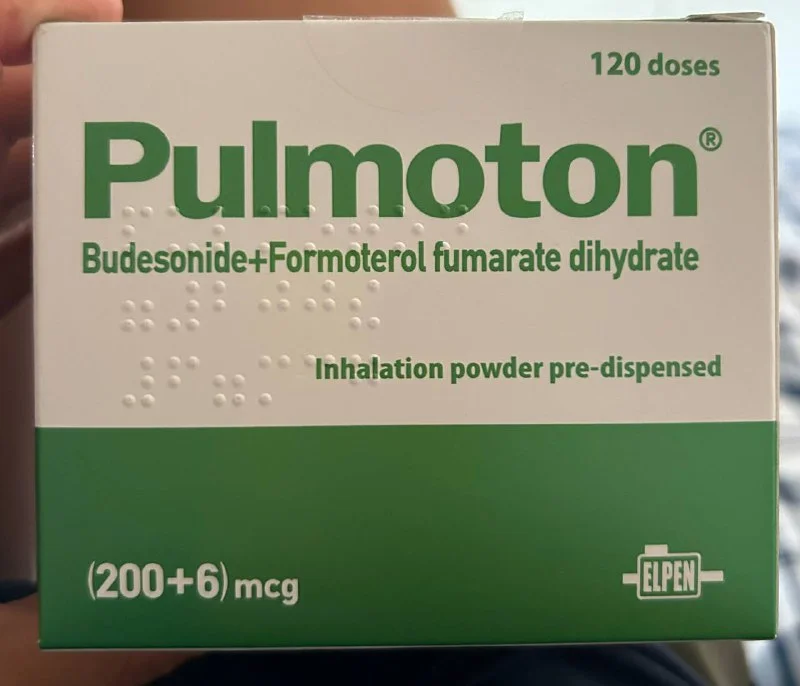 120 doses
Pulmoton®
Budesonide+Formoterol fumarate dihydrate
Inhalation powder pre-dispensed
(200+6) mcg
ELPEN